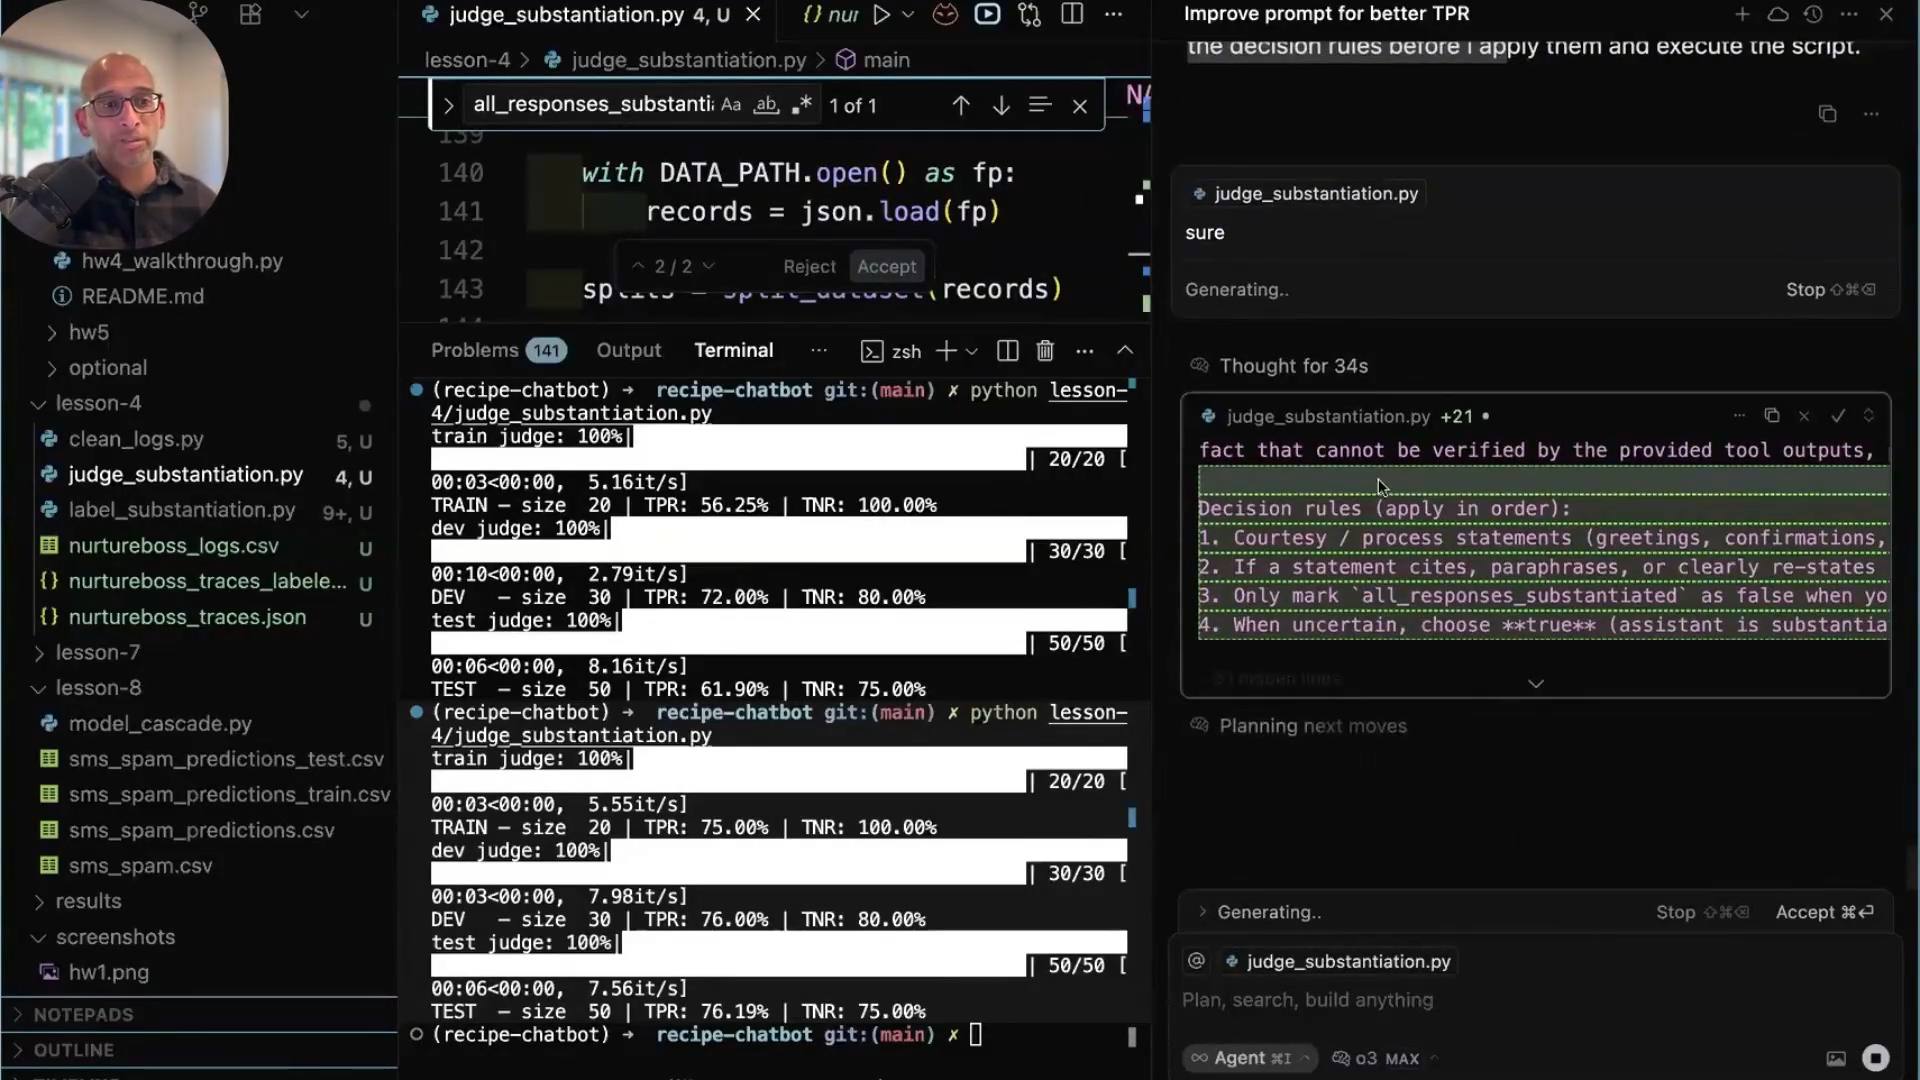 hw4_walkthrough.py
README.md
hw5
optional
lesson-4
clean_logs.py 5, U
judge_substantiation.py 4, U
label_substantiation.py 9+, U
nurtureboss_logs.csv U
nurtureboss_traces_labele... U
nurtureboss_traces.json U
lesson-7
lesson-8
model_cascade.py
sms_spam_predictions_test.csv
sms_spam_predictions_train.csv
sms_spam_predictions.csv
sms_spam.csv
results
screenshots
hw1.png
NOTEPADS
OUTLINE
judge_substantiation.py 4, U
{} nur
lesson-4 > judge_substantiation.py > main
all_responses_substanti Aa ab 1 of 1
139
140 with DATA_PATH.open() as fp:
141 records = json.load(fp)
142
2 / 2 Reject Accept
143 splits = split_dataset(records)
Problems 141 Output Terminal ... zsh
(recipe-chatbot) → recipe-chatbot git:(main) ✗ python lesson-
4/judge_substantiation.py
train judge: 100%|
| 20/20 [
00:03<00:00, 5.16it/s]
TRAIN – size 20 | TPR: 56.25% | TNR: 100.00%
dev judge: 100%|
| 30/30 [
00:10<00:00, 2.79it/s]
DEV – size 30 | TPR: 72.00% | TNR: 80.00%
test judge: 100%|
| 50/50 [
00:06<00:00, 8.16it/s]
TEST – size 50 | TPR: 61.90% | TNR: 75.00%
(recipe-chatbot) → recipe-chatbot git:(main) ✗ python lesson-
4/judge_substantiation.py
train judge: 100%|
| 20/20 [
00:03<00:00, 5.55it/s]
TRAIN – size 20 | TPR: 75.00% | TNR: 100.00%
dev judge: 100%|
| 30/30 [
00:03<00:00, 7.98it/s]
DEV – size 30 | TPR: 76.00% | TNR: 80.00%
test judge: 100%|
| 50/50 [
00:06<00:00, 7.56it/s]
TEST – size 50 | TPR: 76.19% | TNR: 75.00%
(recipe-chatbot) → recipe-chatbot git:(main) ✗
Improve prompt for better TPR
the decision rules before I apply them and execute the script.
judge_substantiation.py
sure
Generating.. Stop ⇧⌘⌫
Thought for 34s
judge_substantiation.py +21 •
fact that cannot be verified by the provided tool outputs,
Decision rules (apply in order):
1. Courtesy / process statements (greetings, confirmations,
2. If a statement cites, paraphrases, or clearly re-states
3. Only mark `all_responses_substantiated` as false when yo
4. When uncertain, choose **true** (assistant is substantia
hidden lines
Planning next moves
Generating.. Stop ⇧⌘⌫ Accept ⌘⏎
@ judge_substantiation.py
Plan, search, build anything
Agent ⌘I o3 MAX